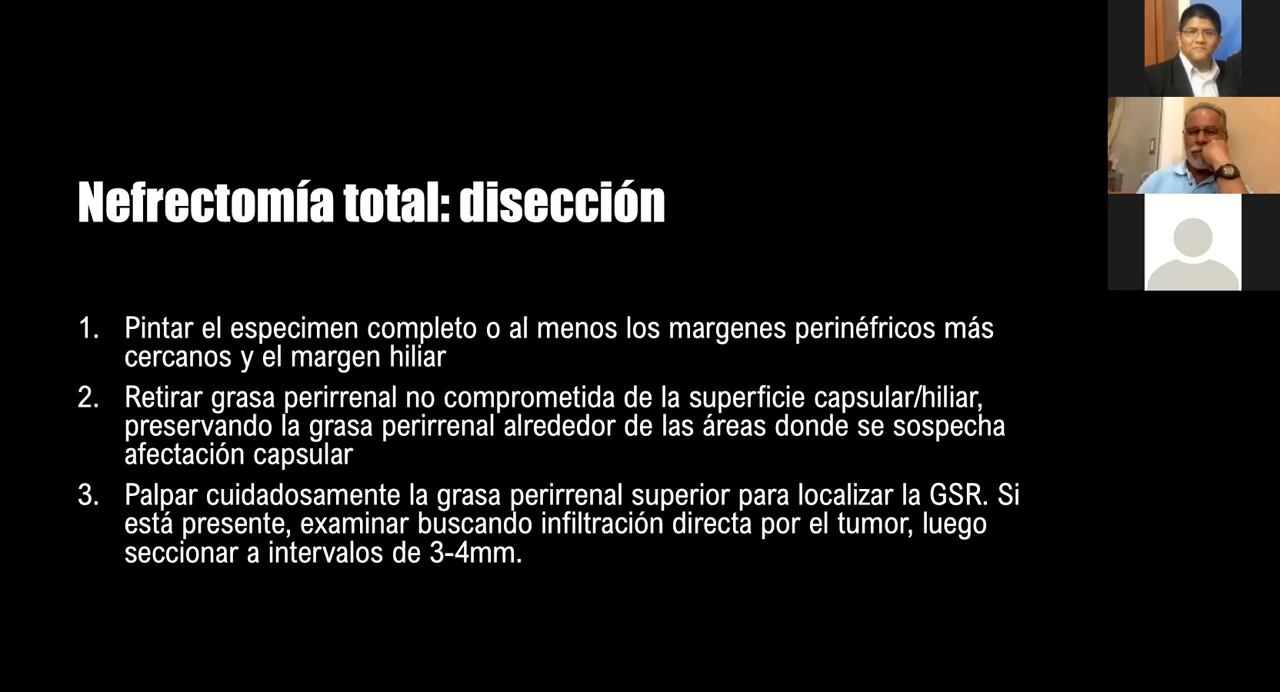 Nefrectomía total: disección
1. Pintar el especimen completo o al menos los margenes perinéfricos más
cercanos y el margen hiliar
2. Retirar grasa perirrenal no comprometida de la superficie capsular/hiliar,
preservando la grasa perirrenal alrededor de las áreas donde se sospecha
afectación capsular
3. Palpar cuidadosamente la grasa perirrenal superior para localizar la GSR. Si
está presente, examinar buscando infiltración directa por el tumor, luego
seccionar a intervalos de 3-4mm.